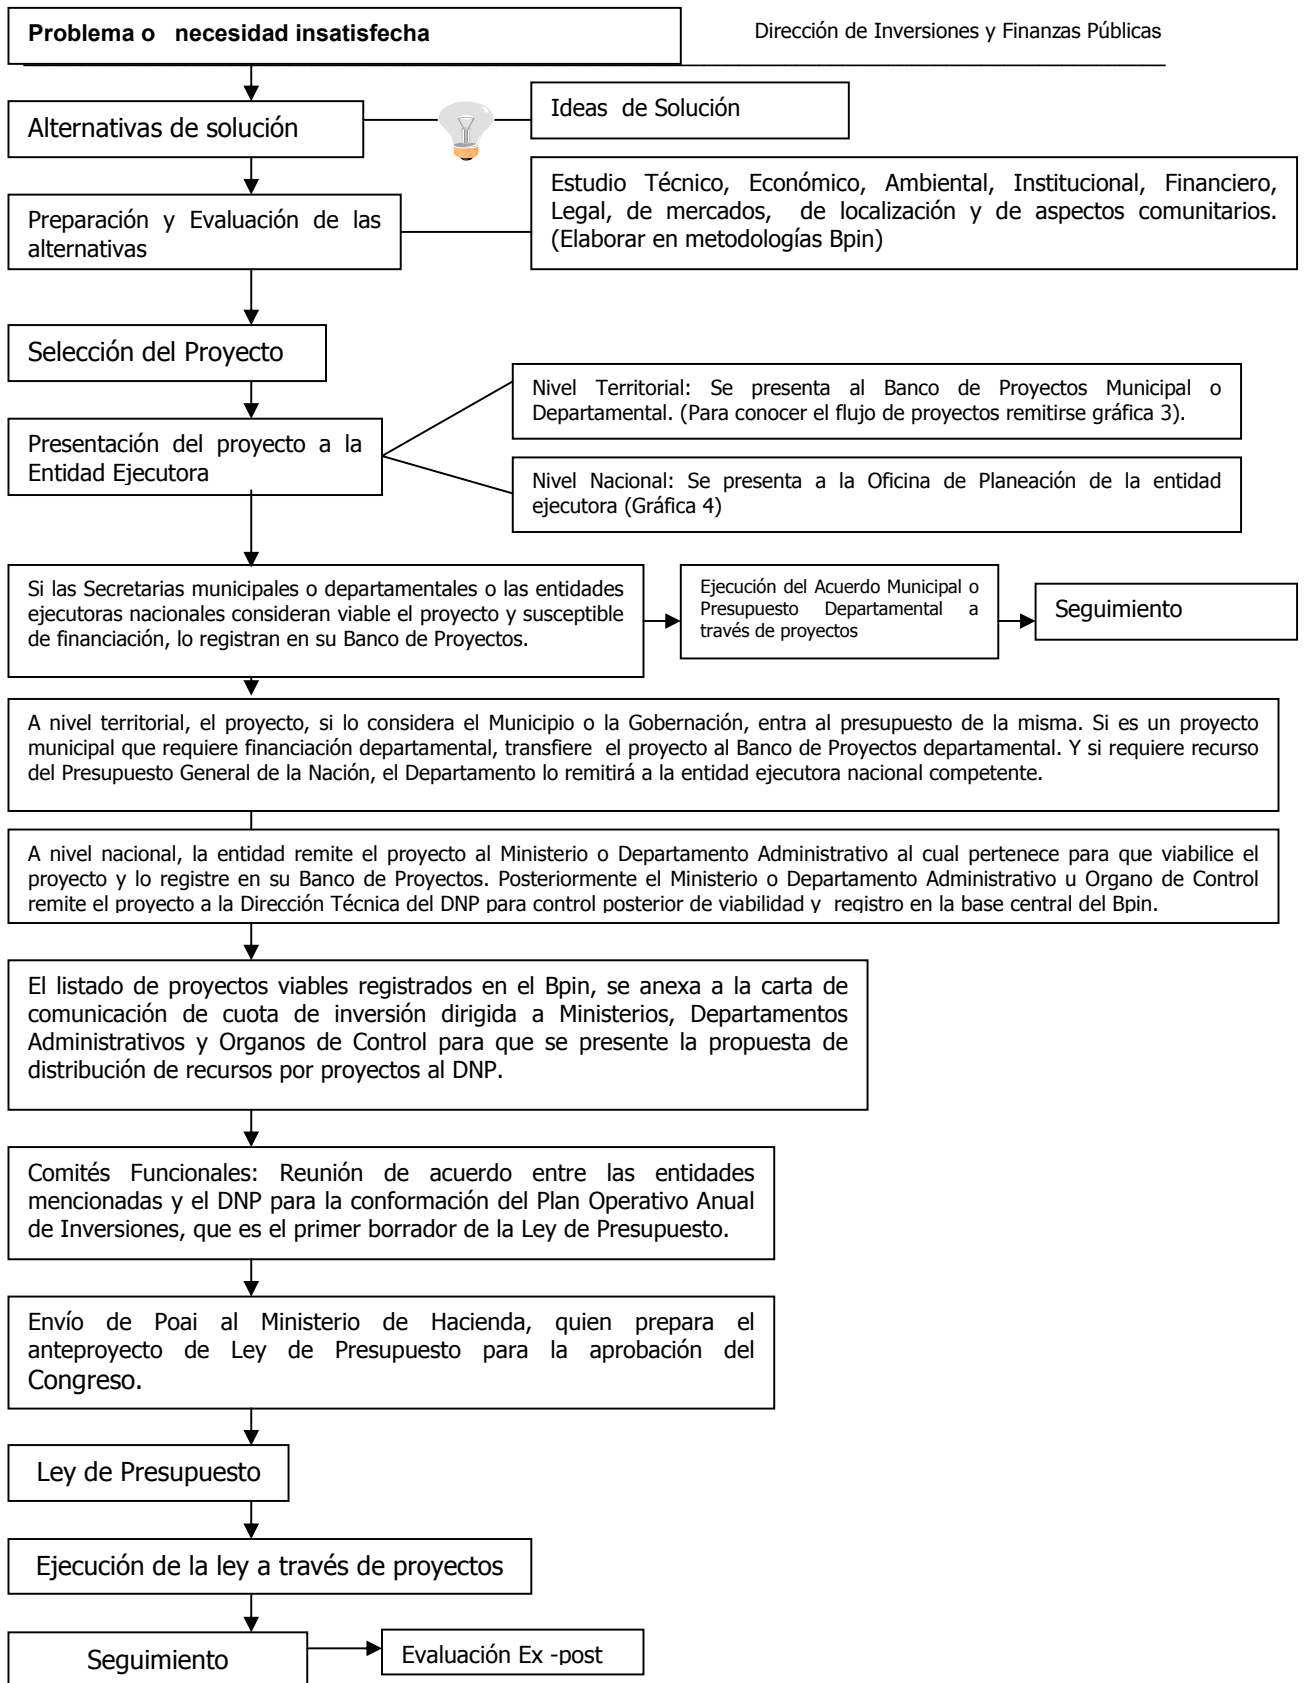 Problema o necesidad insatisfecha
Dirección de Inversiones y Finanzas Públicas
Alternativas de solución
Ideas de Solución
Preparación y Evaluación de las
alternativas
Estudio Técnico, Económico, Ambiental, Institucional, Financiero,
Legal, de mercados, de localización y de aspectos comunitarios.
(Elaborar en metodologías Bpin)
Selección del Proyecto
Presentación del proyecto a la
Entidad Ejecutora
Nivel Territorial: Se presenta al Banco de Proyectos Municipal o
Departamental. (Para conocer el flujo de proyectos remitirse gráfica 3).
Nivel Nacional: Se presenta a la Oficina de Planeación de la entidad
ejecutora (Gráfica 4)
Si las Secretarias municipales o departamentales o las entidades
ejecutoras nacionales consideran viable el proyecto y susceptible
de financiación, lo registran en su Banco de Proyectos.
Ejecución del Acuerdo Municipal o
Presupuesto Departamental a
través de proyectos
Seguimiento
A nivel territorial, el proyecto, si lo considera el Municipio o la Gobernación, entra al presupuesto de la misma. Si es un proyecto
municipal que requiere financiación departamental, transfiere el proyecto al Banco de Proyectos departamental. Y si requiere recurso
del Presupuesto General de la Nación, el Departamento lo remitirá a la entidad ejecutora nacional competente.
A nivel nacional, la entidad remite el proyecto al Ministerio o Departamento Administrativo al cual pertenece para que viabilice el
proyecto y lo registre en su Banco de Proyectos. Posteriormente el Ministerio o Departamento Administrativo u Organo de Control
remite el proyecto a la Dirección Técnica del DNP para control posterior de viabilidad y registro en la base central del Bpin.
El listado de proyectos viables registrados en el Bpin, se anexa a la carta de
comunicación de cuota de inversión dirigida a Ministerios, Departamentos
Administrativos y Organos de Control para que se presente la propuesta de
distribución de recursos por proyectos al DNP.
Comités Funcionales: Reunión de acuerdo entre las entidades
mencionadas y el DNP para la conformación del Plan Operativo Anual
de Inversiones, que es el primer borrador de la Ley de Presupuesto.
Envío de Poai al Ministerio de Hacienda, quien prepara el
anteproyecto de Ley de Presupuesto para la aprobación del
Congreso.
Ley de Presupuesto
Ejecución de la ley a través de proyectos
Seguimiento
Evaluación Ex -post